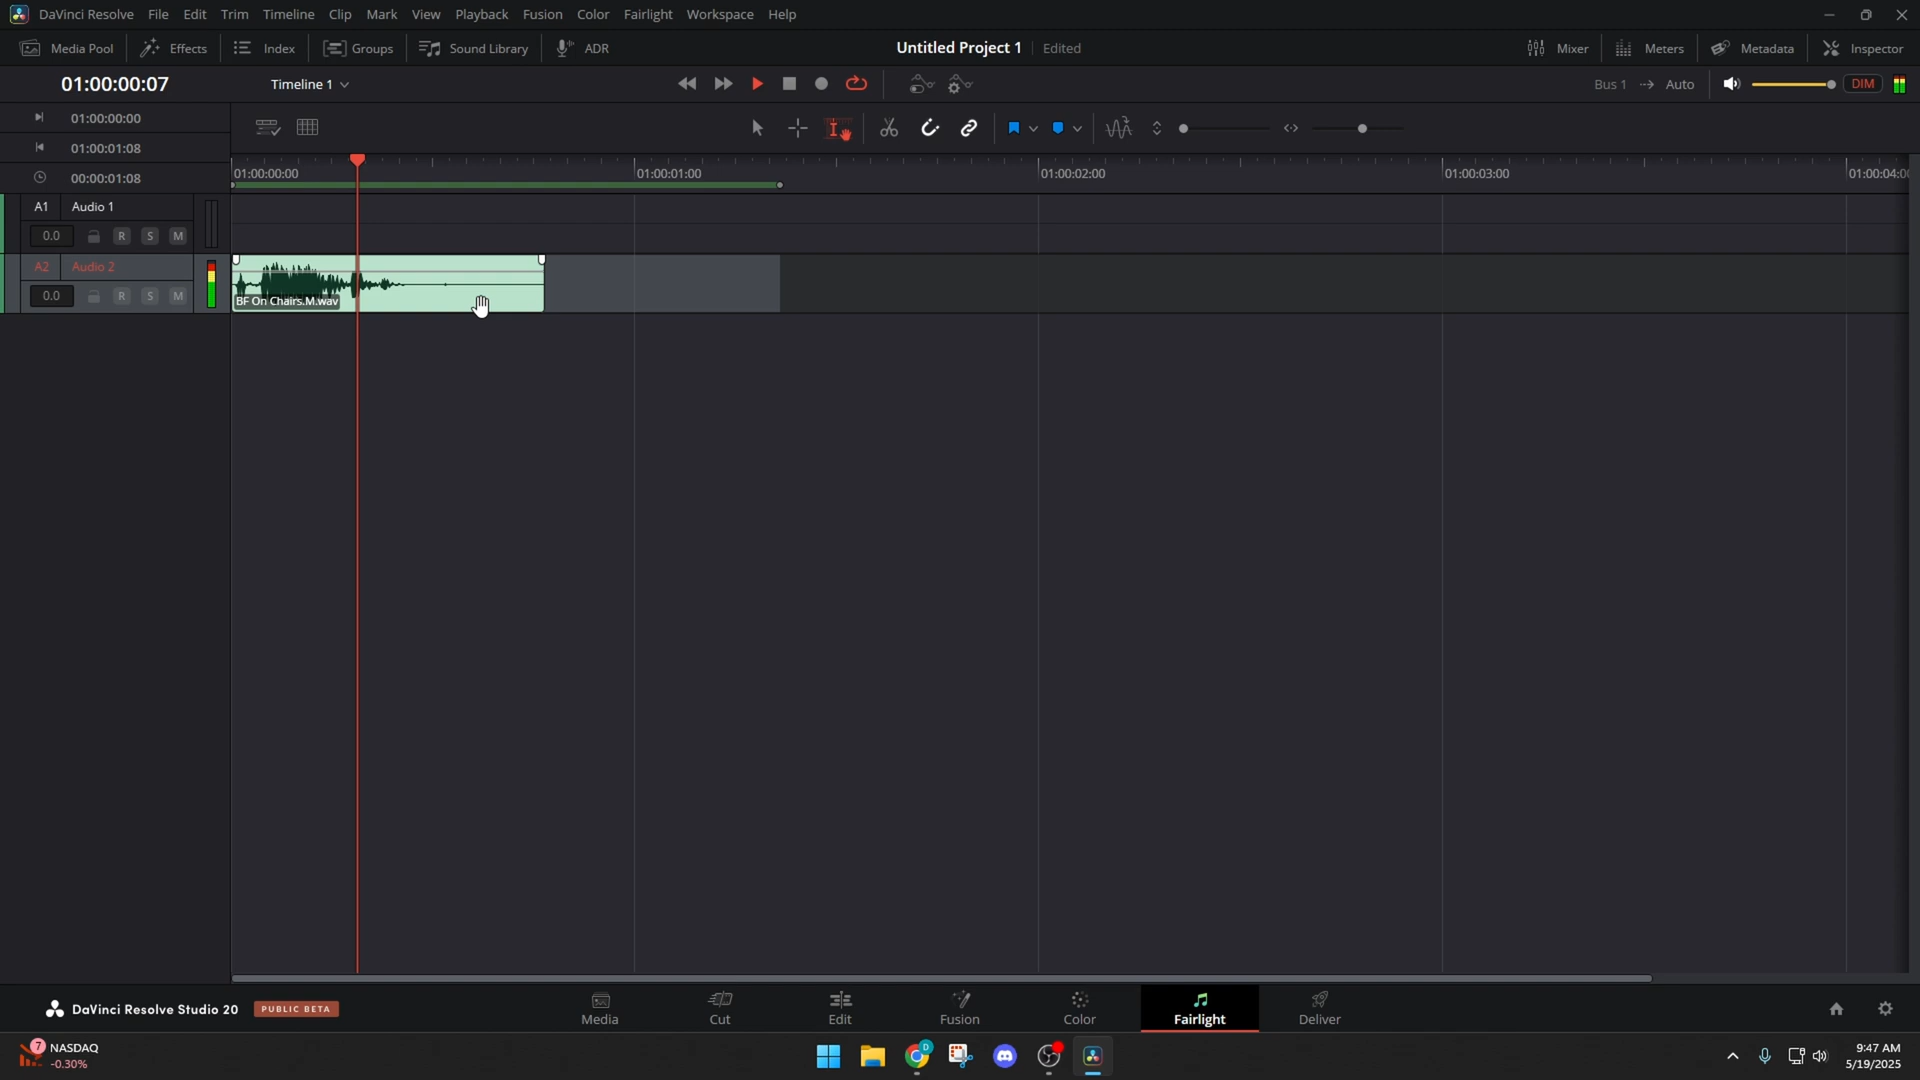 DaVinci Resolve File Edit Trim Timeline Clip Mark View Playback Fusion Color Fairlight Workspace Help
Media Pool Effects Index Groups Sound Library ADR Untitled Project 1 Edited Mixer Meters Metadata Inspector
01:00:00:07 Timeline 1 Bus 1 Auto DIM
01:00:00:00
01:00:01:08
00:00:01:08
01:00:00:00 01:00:01:00 01:00:02:00 01:00:03:00 01:00:04:0
A1 Audio 1
0.0 R S M
A2 Audio 2
0.0 R S M
BF On Chairs.M.wav
DaVinci Resolve Studio 20 PUBLIC BETA
Media Cut Edit Fusion Color Fairlight Deliver
7 NASDAQ
-0.30%
D
9:47 AM
5/19/2025